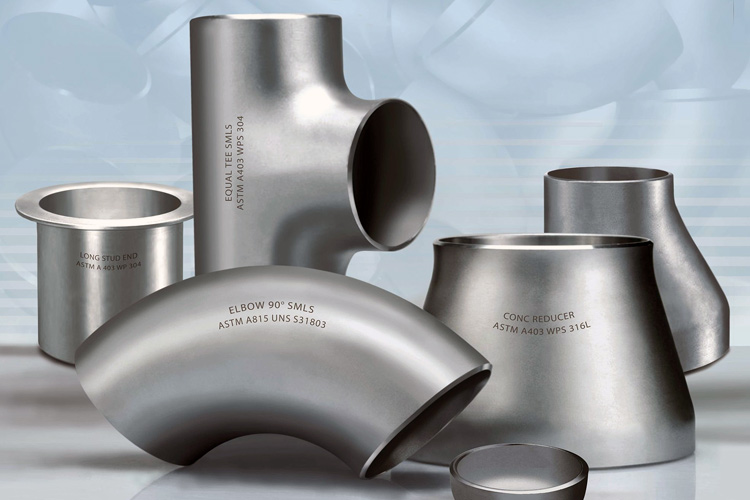 EQUAL TEE SMLS
ASTM A403 WPS 304
LONG STUD END
ASTM A 403 WP 304
ELBOW 90° SMLS
ASTM A815 UNS S31803
CONC REDUCER
ASTM A403 WPS 316L